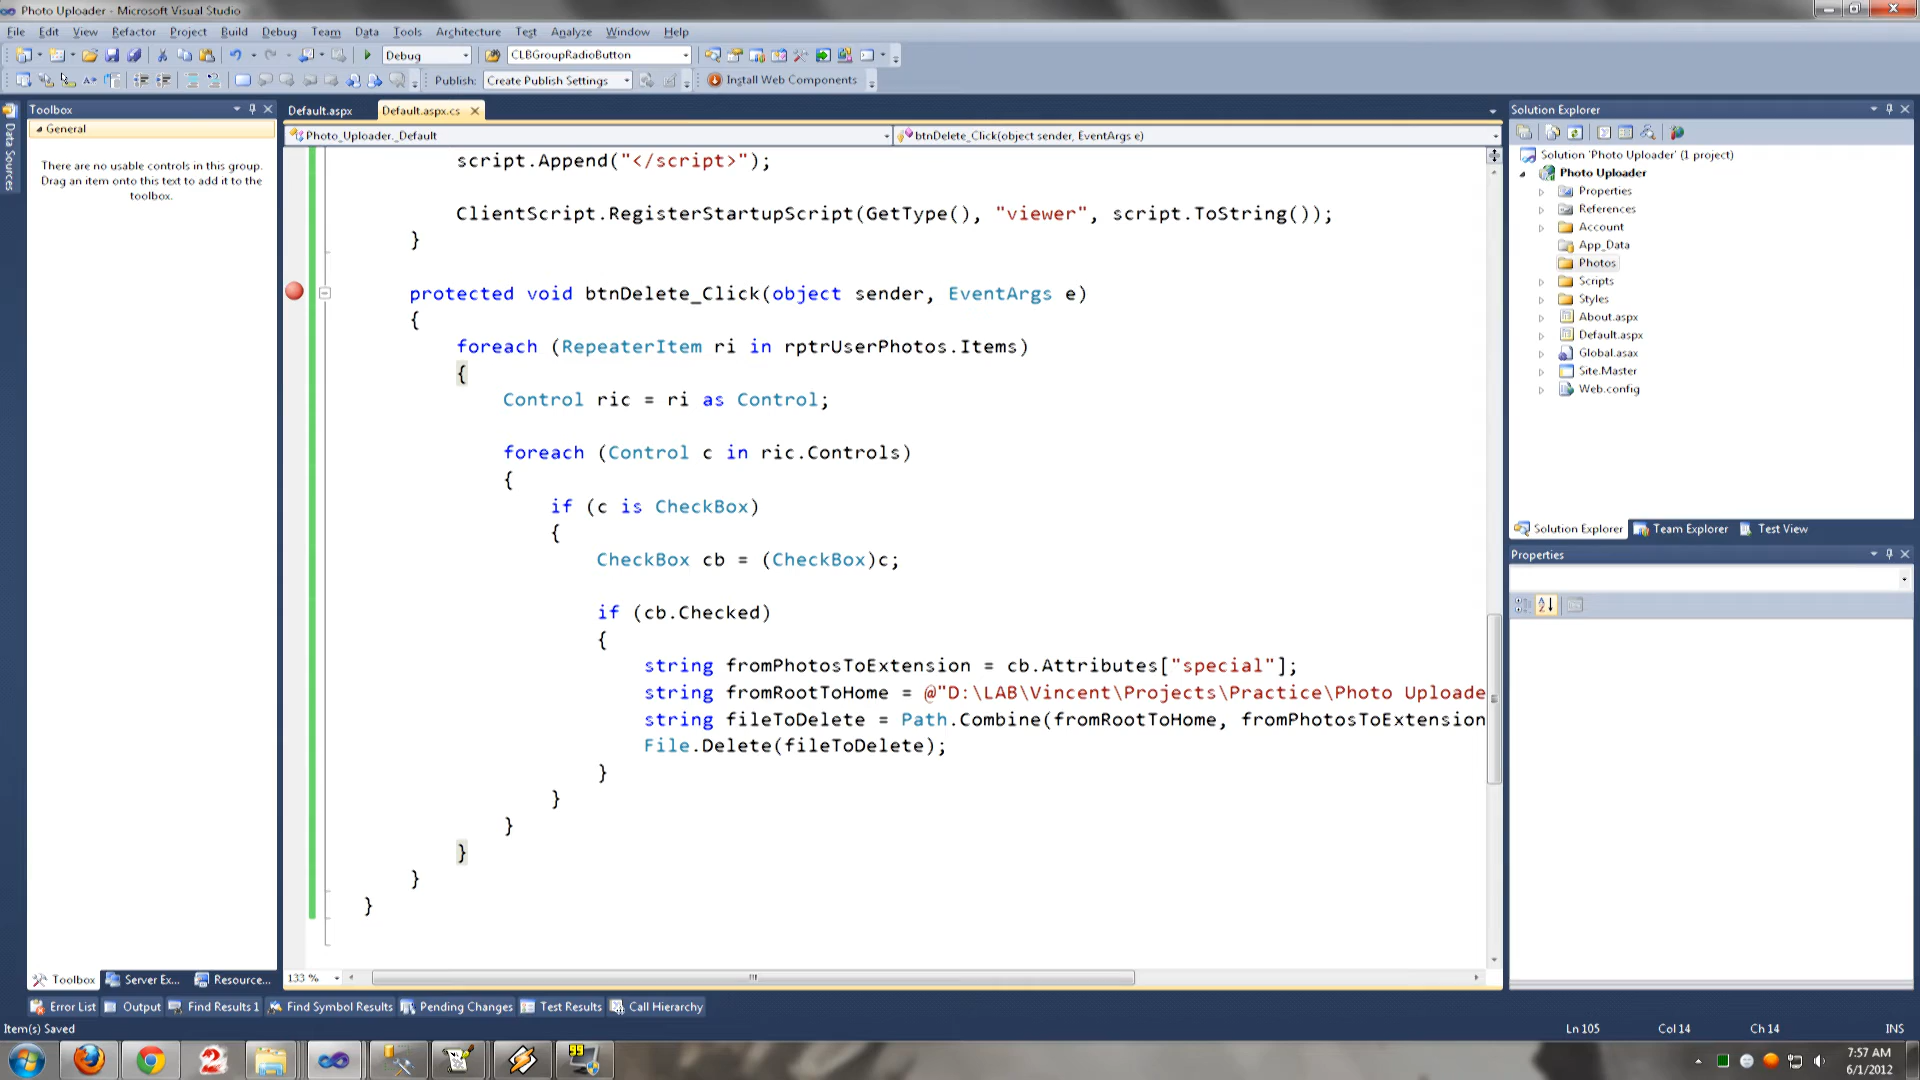 Photo Uploader - Microsoft Visual Studio
File Edit View Refactor Project Build Debug Team Data Tools Architecture Test Analyze Window Help
Debug CLBGroupRadioButton
Publish: Create Publish Settings Install Web Components
Data Sources
Toolbox
General
There are no usable controls in this group.
Drag an item onto this text to add it to the
toolbox.
Default.aspx Default.aspx.cs
Photo_Uploader._Default btnDelete_Click(object sender, EventArgs e)
script.Append("</script>");
ClientScript.RegisterStartupScript(GetType(), "viewer", script.ToString());
}
protected void btnDelete_Click(object sender, EventArgs e)
{
foreach (RepeaterItem ri in rptrUserPhotos.Items)
{
Control ric = ri as Control;
foreach (Control c in ric.Controls)
{
if (c is CheckBox)
{
CheckBox cb = (CheckBox)c;
if (cb.Checked)
{
string fromPhotosToExtension = cb.Attributes["special"];
string fromRootToHome = @"D:\LAB\Vincent\Projects\Practice\Photo Uploade
string fileToDelete = Path.Combine(fromRootToHome, fromPhotosToExtension
File.Delete(fileToDelete);
}
}
}
}
}
}
133 %
Solution Explorer
Solution 'Photo Uploader' (1 project)
Photo Uploader
Properties
References
Account
App_Data
Photos
Scripts
Styles
About.aspx
Default.aspx
Global.asax
Site.Master
Web.config
Solution Explorer Team Explorer Test View
Properties
Toolbox Server Ex... Resource...
Error List Output Find Results 1 Find Symbol Results Pending Changes Test Results Call Hierarchy
Item(s) Saved Ln 105 Col 14 Ch 14 INS
7:57 AM
6/1/2012